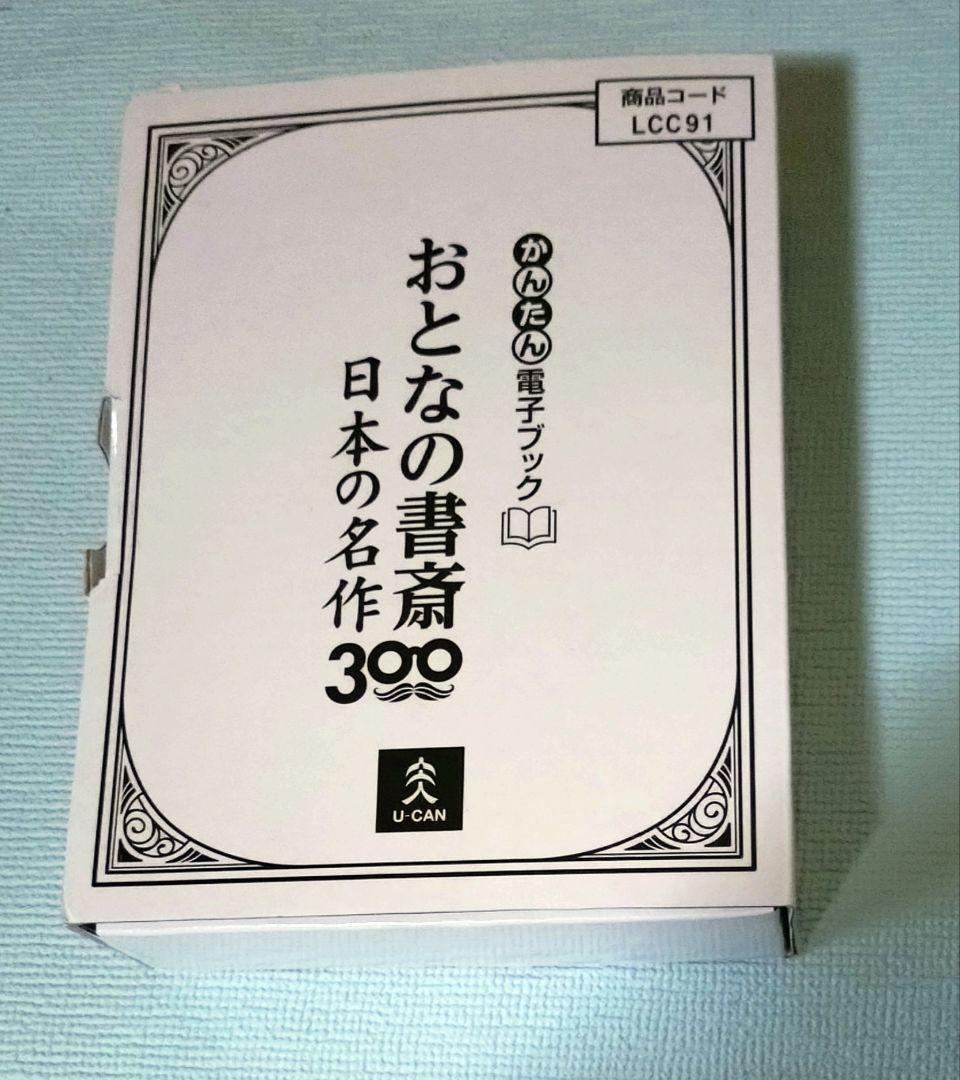 商品コード
LCC91
かんたん電子ブック
おとなの書斎
日本の名作
300
U-CAN